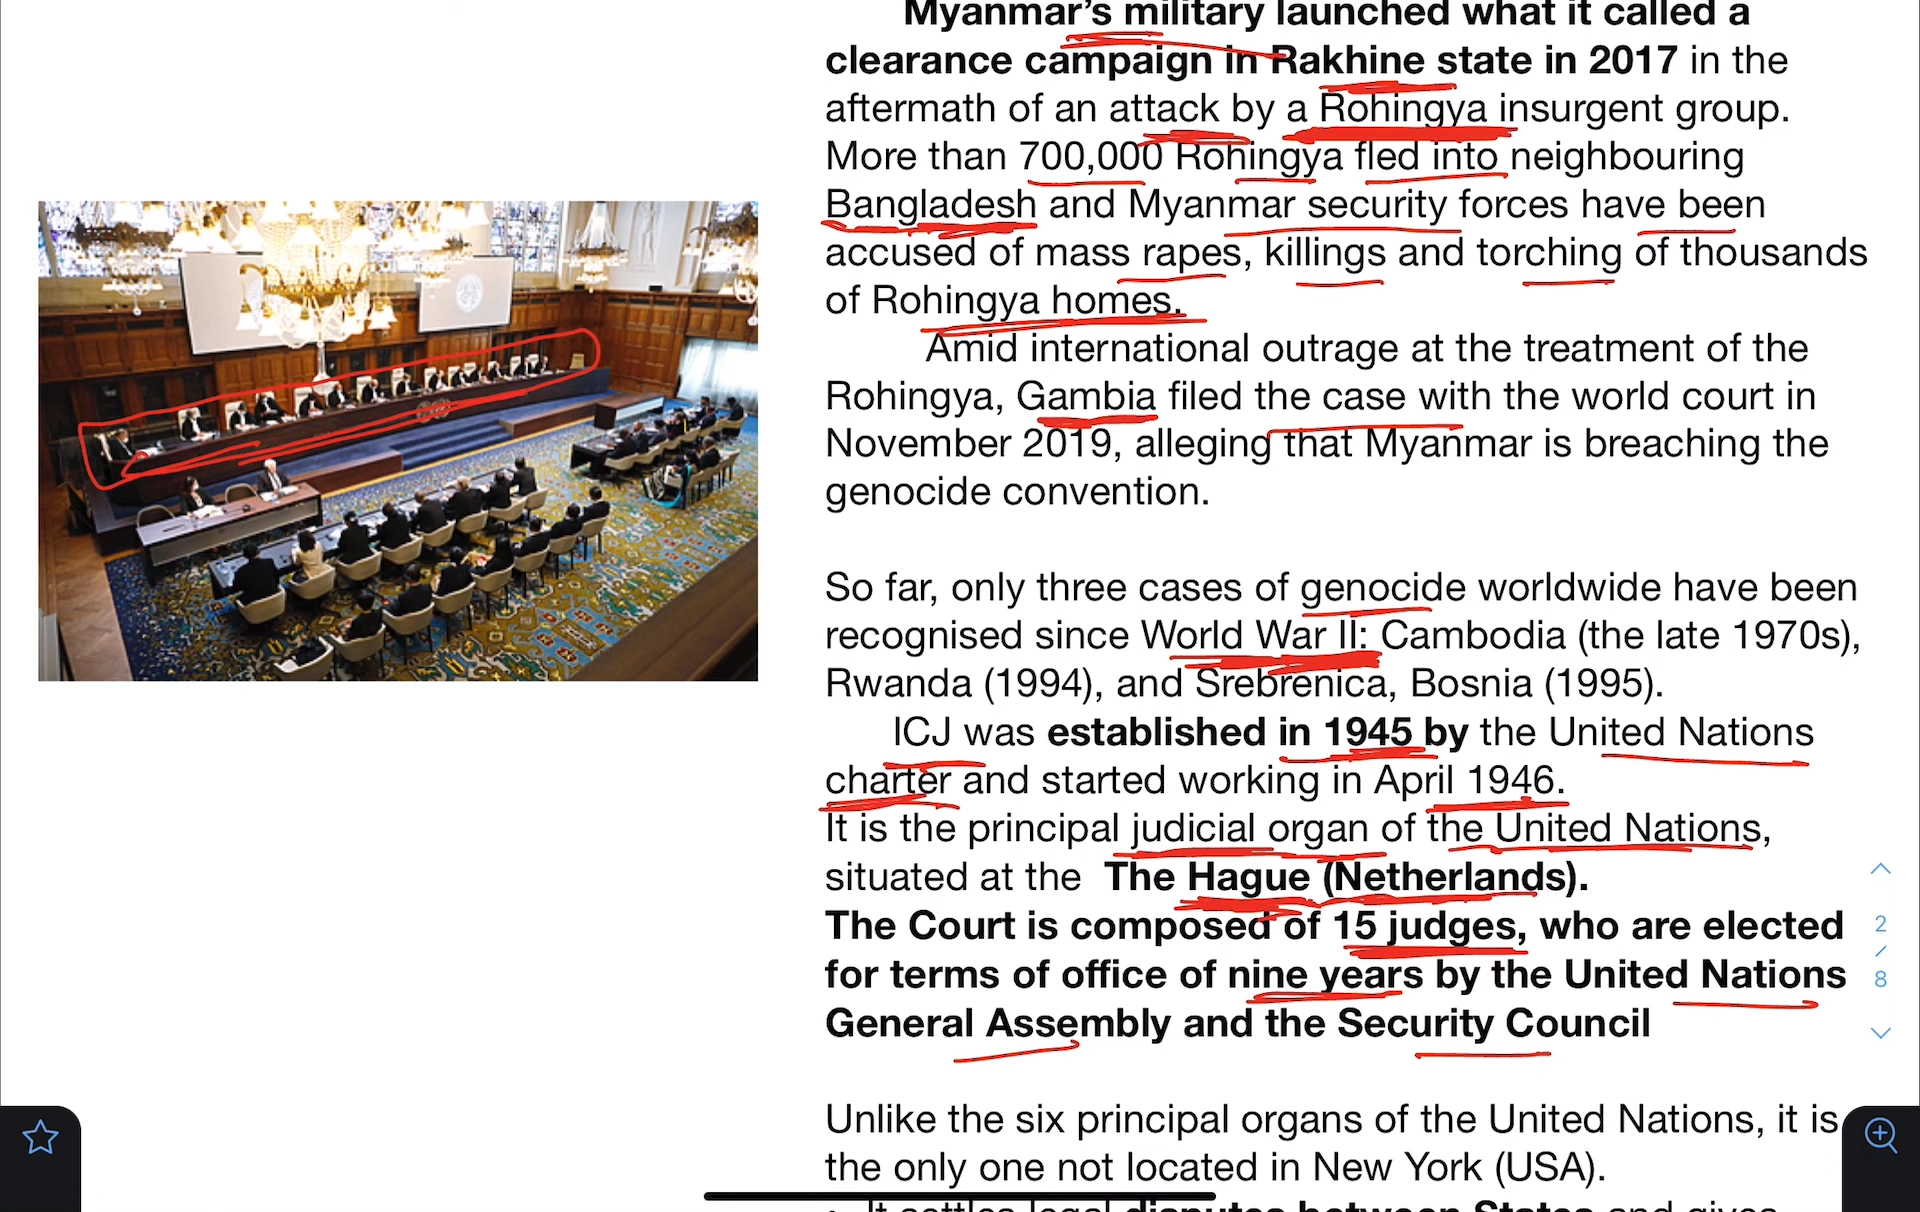 Myanmar's military launched what it called a
clearance campaign in Rakhine state in 2017 in the
aftermath of an attack by a Rohingya insurgent group.
More than 700,000 Rohingya fled into neighbouring
Bangladesh and Myanmar security forces have been
accused of mass rapes, killings and torching of thousands
of Rohingya homes.
Amid international outrage at the treatment of the
Rohingya, Gambia filed the case with the world court in
November 2019, alleging that Myanmar is breaching the
genocide convention.
So far, only three cases of genocide worldwide have been
recognised since World War II: Cambodia (the late 1970s),
Rwanda (1994), and Srebrenica, Bosnia (1995).
ICJ was established in 1945 by the United Nations
charter and started working in April 1946.
It is the principal judicial organ of the United Nations,
situated at the The Hague (Netherlands).
The Court is composed of 15 judges, who are elected
for terms of office of nine years by the United Nations
General Assembly and the Security Council
Unlike the six principal organs of the United Nations, it is
the only one not located in New York (USA).
It settles legal disputes between States and gives
2
/
8